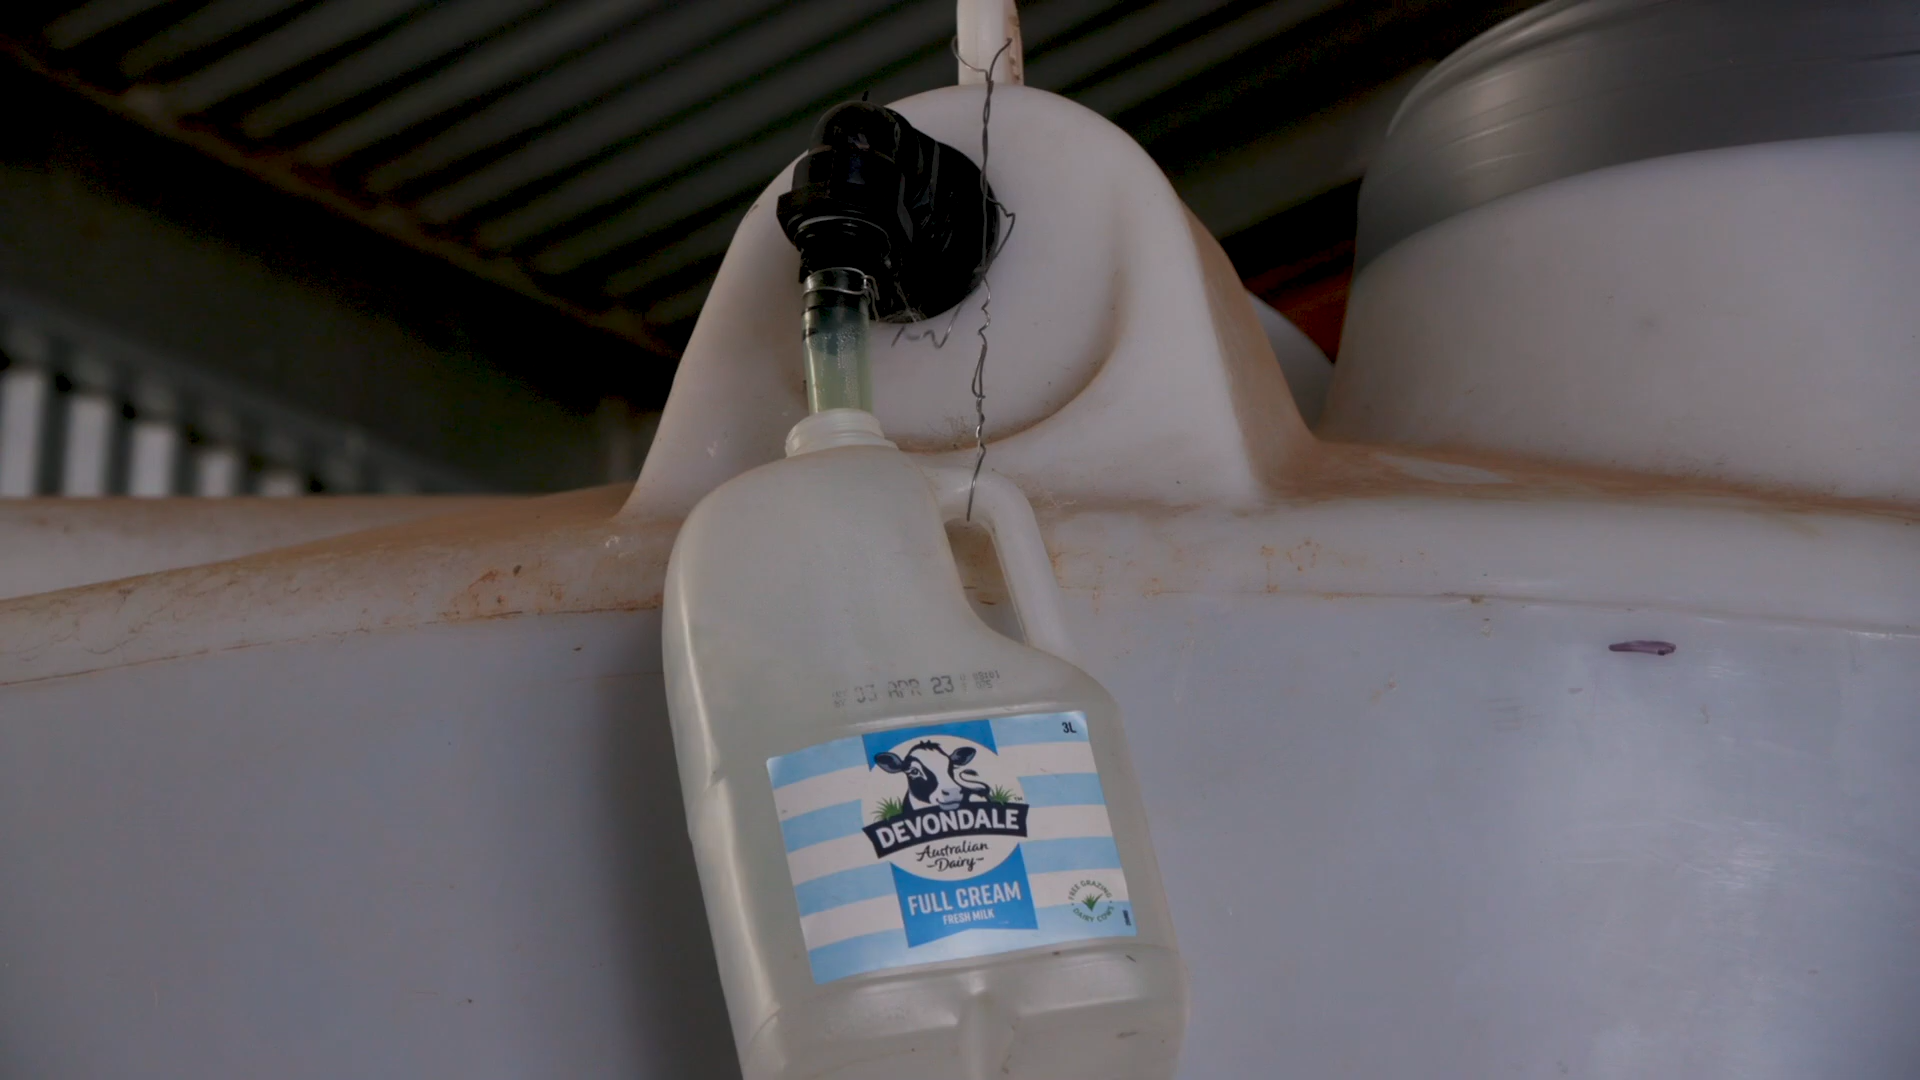 03 APR 23
3L
DEVONDALE
Australian
Dairy
FULL CREAM
FRESH MILK
FREE GRAZING
DAIRY COWS